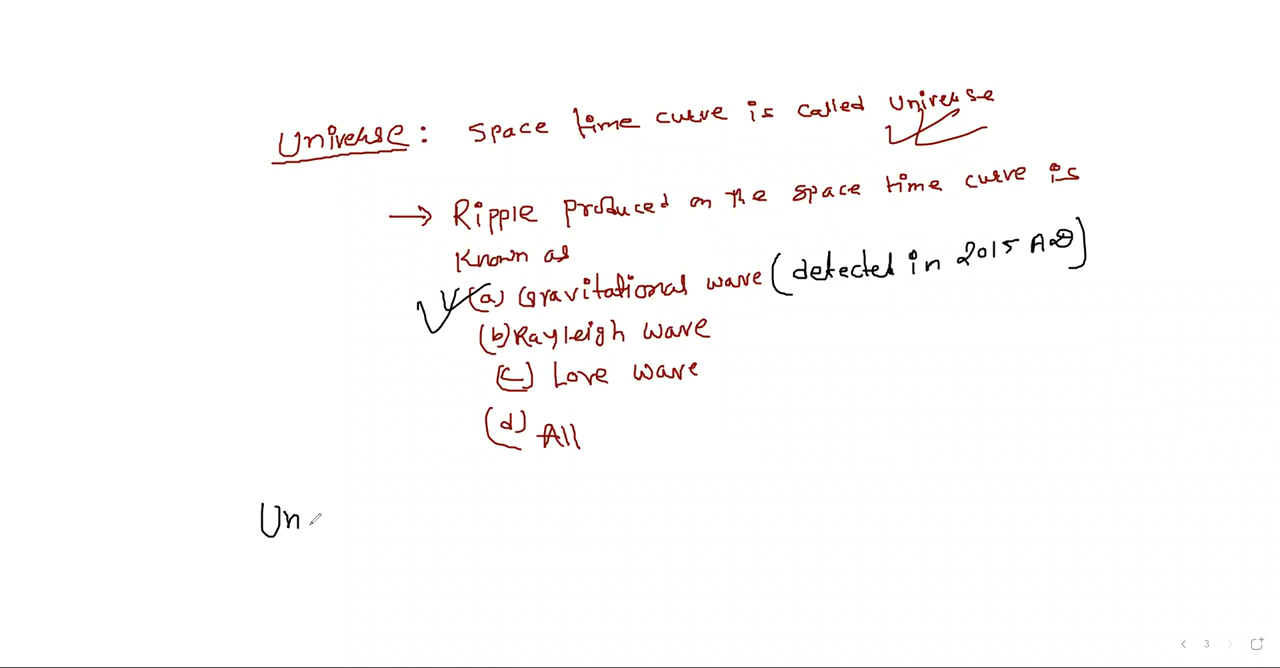 Universe: Space time curve is called Universe
→ Ripple produced on the space time curve is
known as
(a) Gravitational wave (detected in 2015 AD)
(b) Rayleigh wave
(c) Love wave
(d) All
Un
3